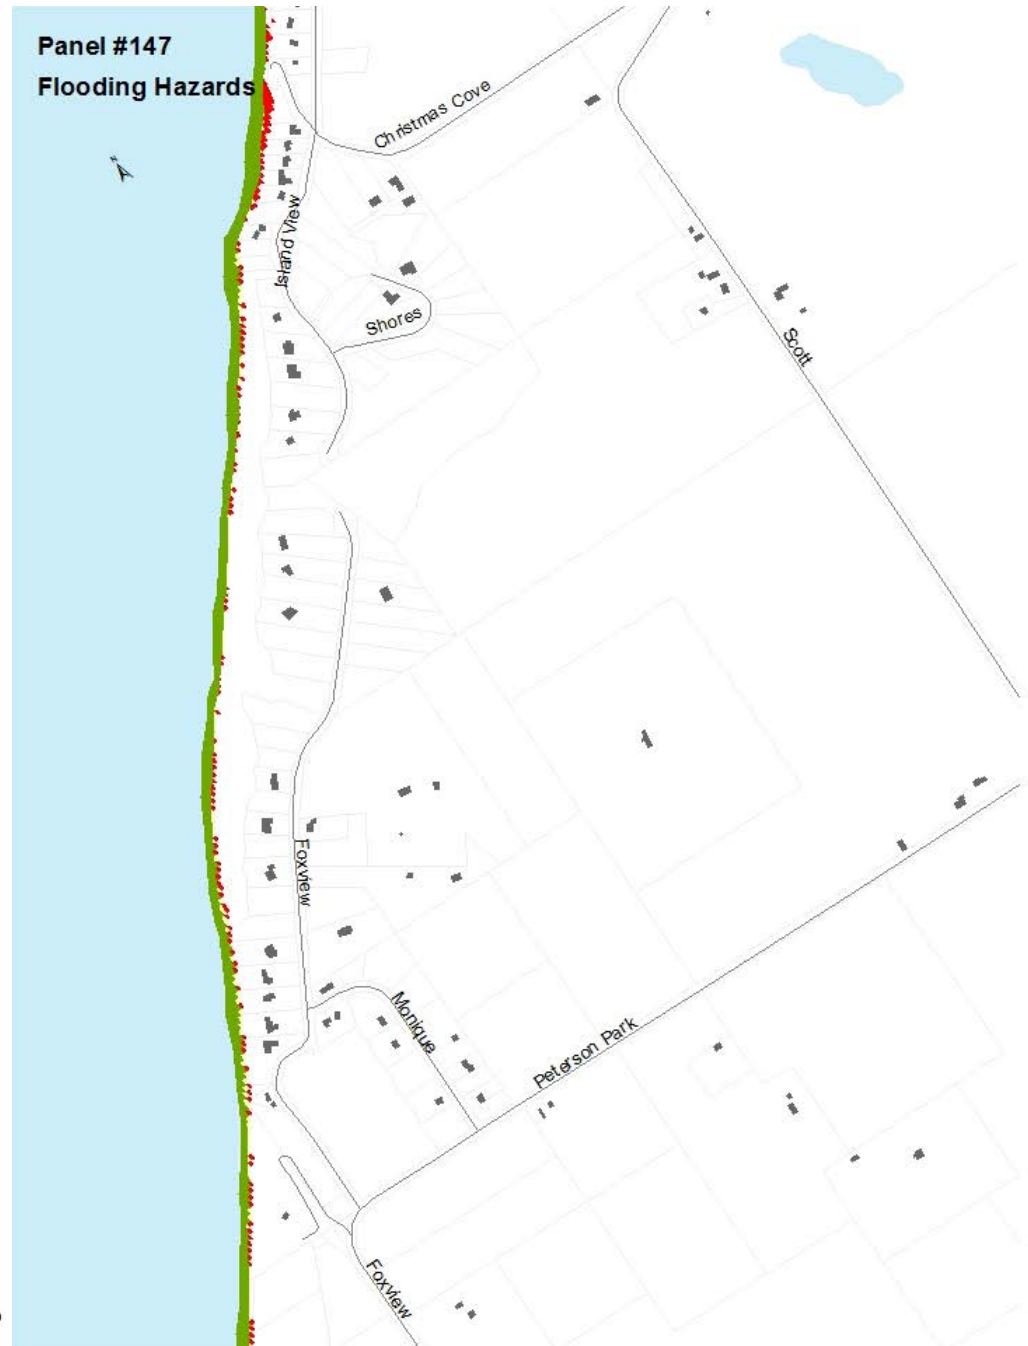 Panel #147
Flooding Hazards
N
Christmas Cove
Island View
Shores
Scott
Foxview
Monique
Peterson Park
Foxview